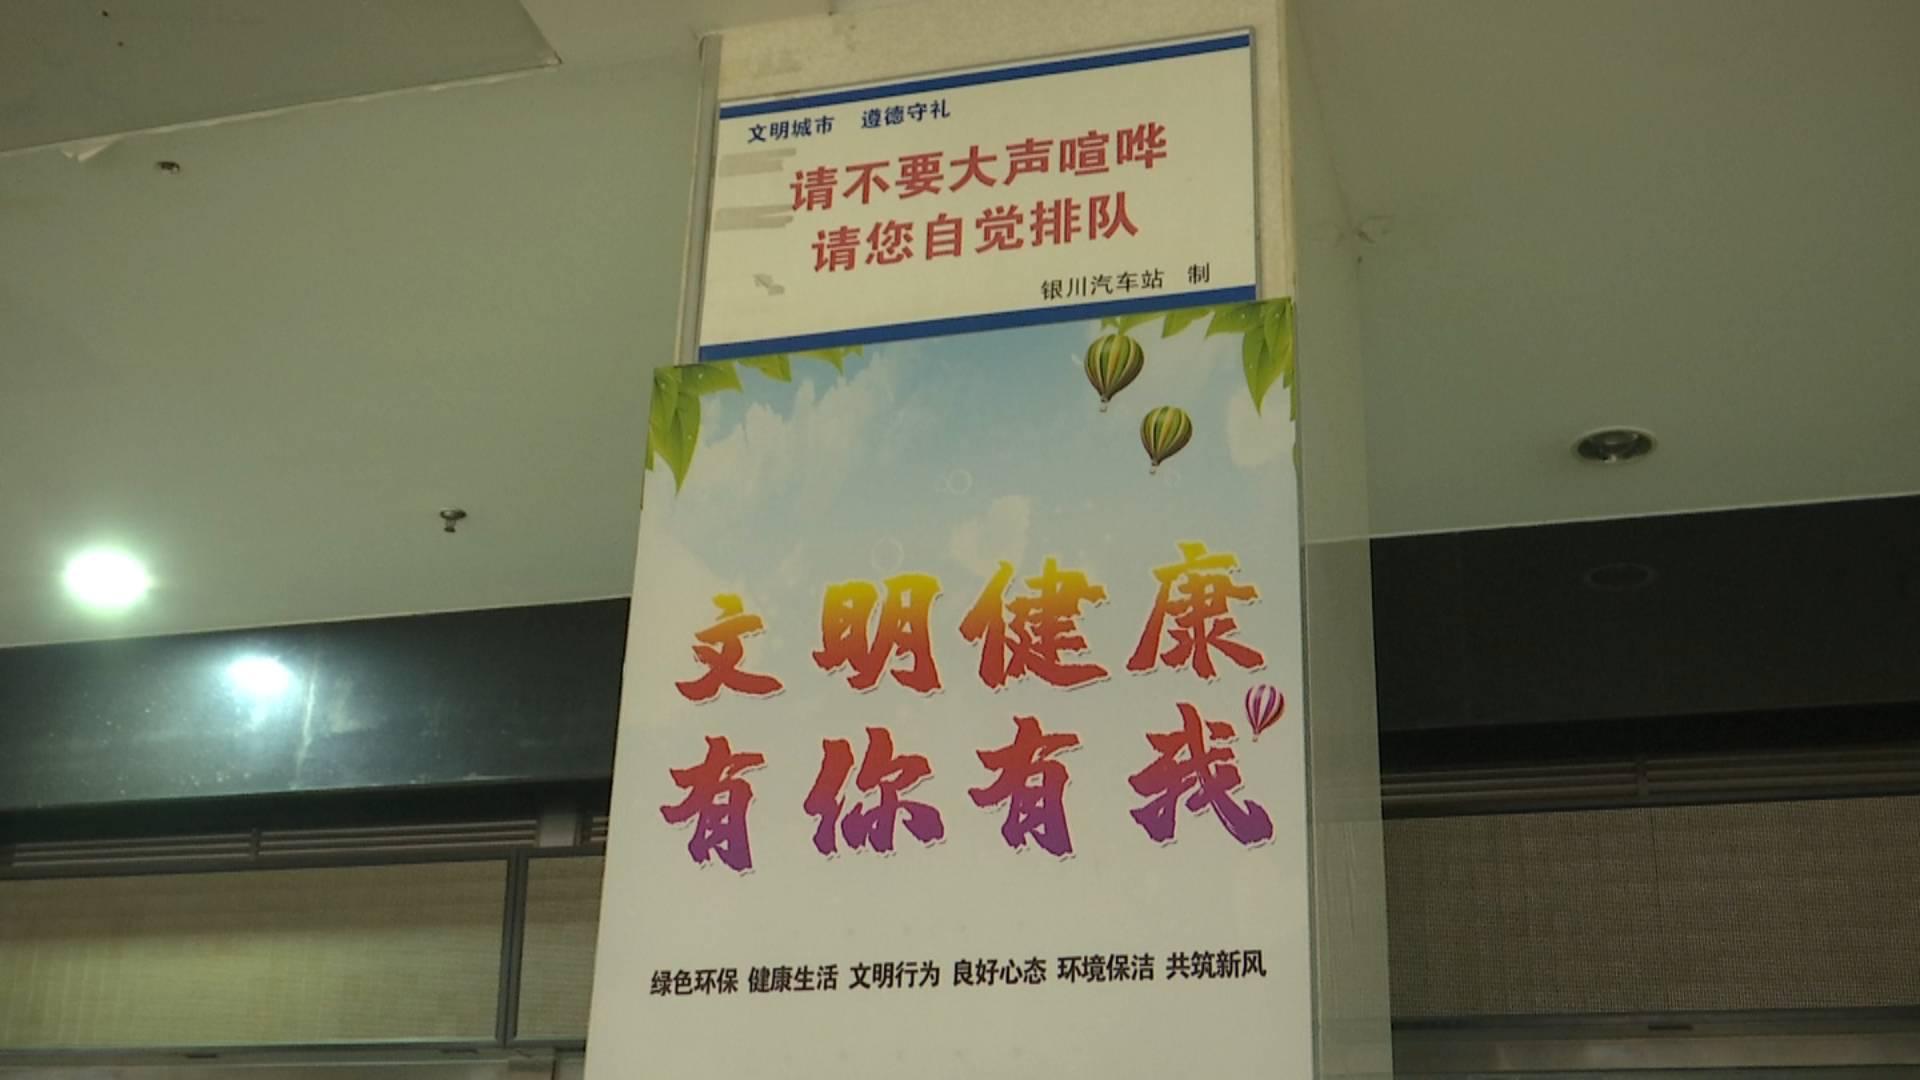 文明城市 遵德守礼
请不要大声喧哗
请您自觉排队
银川汽车站 制
文明健康
有你有我
绿色环保 健康生活 文明行为 良好心态 环境保洁 共筑新风